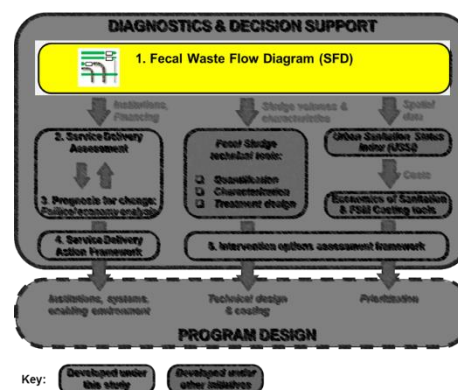 DIAGNOSTICS & DECISION SUPPORT
1. Fecal Waste Flow Diagram (SFD)
Institutions,
Financing
Sludge volumes &
characteristics
Spatial
data
2. Service Delivery
Assessment
3. Prognosis for change:
Political economy analysis
Fecal Sludge
technical tools:
Quantification
Characterization
Treatment design
Urban Sanitation Status
Index (USSI)
Costs
Economics of Sanitation
& FSM Costing tools
4. Service Delivery
Action Framework
5. Intervention options assessment framework
Institutions, systems,
enabling environment
Technical design
& costing
Prioritization
PROGRAM DESIGN
Key:
Developed under
this study
Developed under
other initiatives